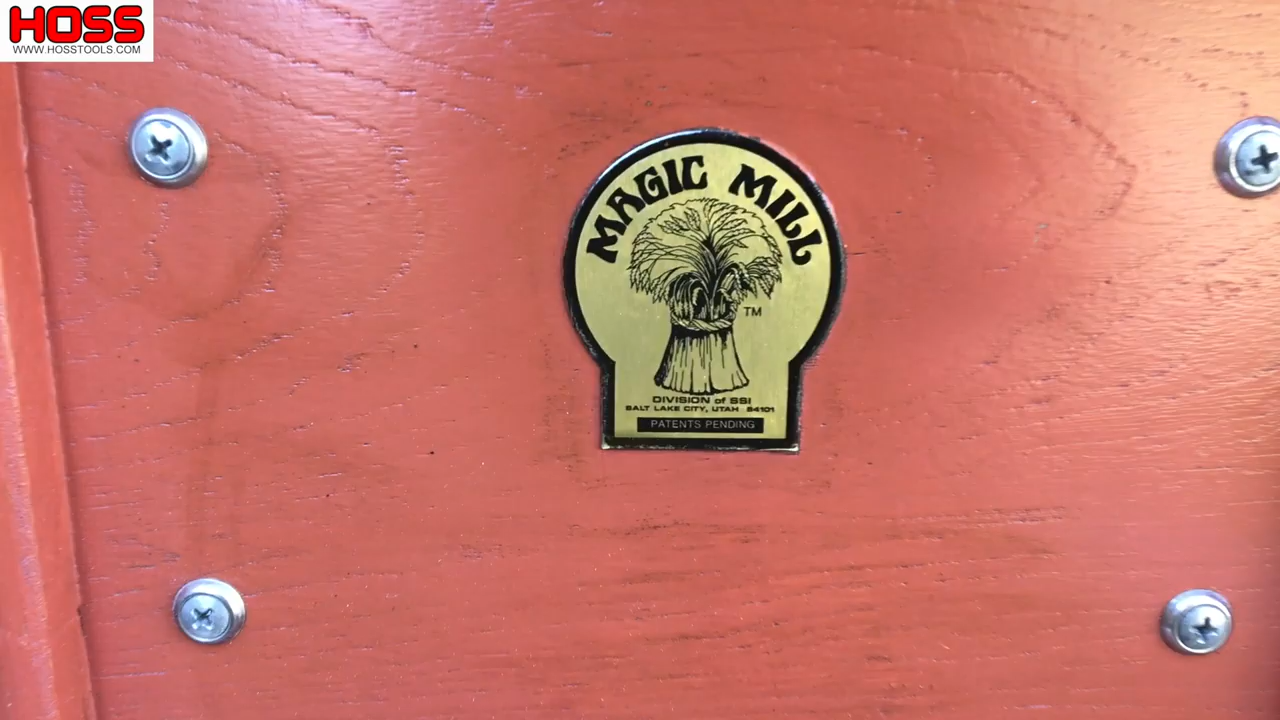 HOSS
WWW.HOSSTOOLS.COM
MAGIC MILL
TM
DIVISION of SSI
SALT LAKE CITY, UTAH 84101
PATENTS PENDING